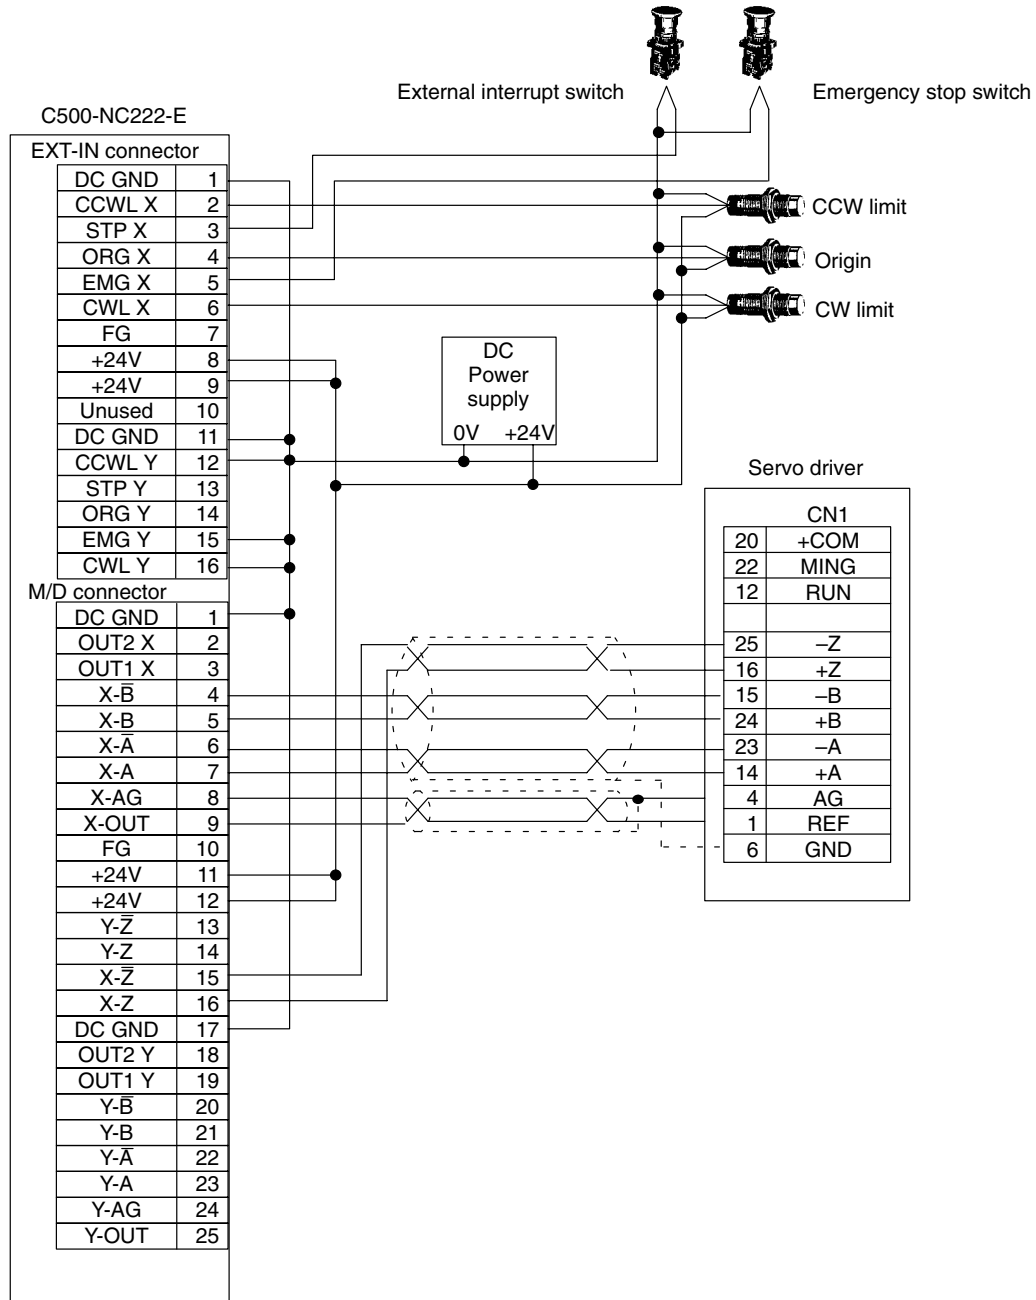 External interrupt switch
Emergency stop switch
C500-NC222-E
EXT-IN connector
DC GND 1
CCWL X 2
STP X 3
ORG X 4
EMG X 5
CWL X 6
FG 7
+24V 8
+24V 9
Unused 10
DC GND 11
CCWL Y 12
STP Y 13
ORG Y 14
EMG Y 15
CWL Y 16
CCW limit
Origin
CW limit
DC
Power
supply
0V +24V
M/D connector
DC GND 1
OUT2 X 2
OUT1 X 3
X-B̅ 4
X-B 5
X-A̅ 6
X-A 7
X-AG 8
X-OUT 9
FG 10
+24V 11
+24V 12
Y-Z̅ 13
Y-Z 14
X-Z̅ 15
X-Z 16
DC GND 17
OUT2 Y 18
OUT1 Y 19
Y-B̅ 20
Y-B 21
Y-A̅ 22
Y-A 23
Y-AG 24
Y-OUT 25
Servo driver
CN1
20 +COM
22 MING
12 RUN
25 –Z
16 +Z
15 –B
24 +B
23 –A
14 +A
4 AG
1 REF
6 GND